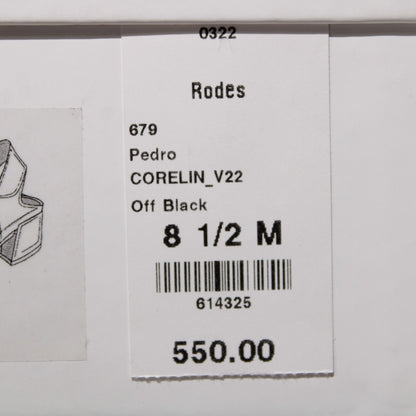 0322
Rodes
679
Pedro
CORELIN_V22
Off Black
8 1/2 M
614325
550.00